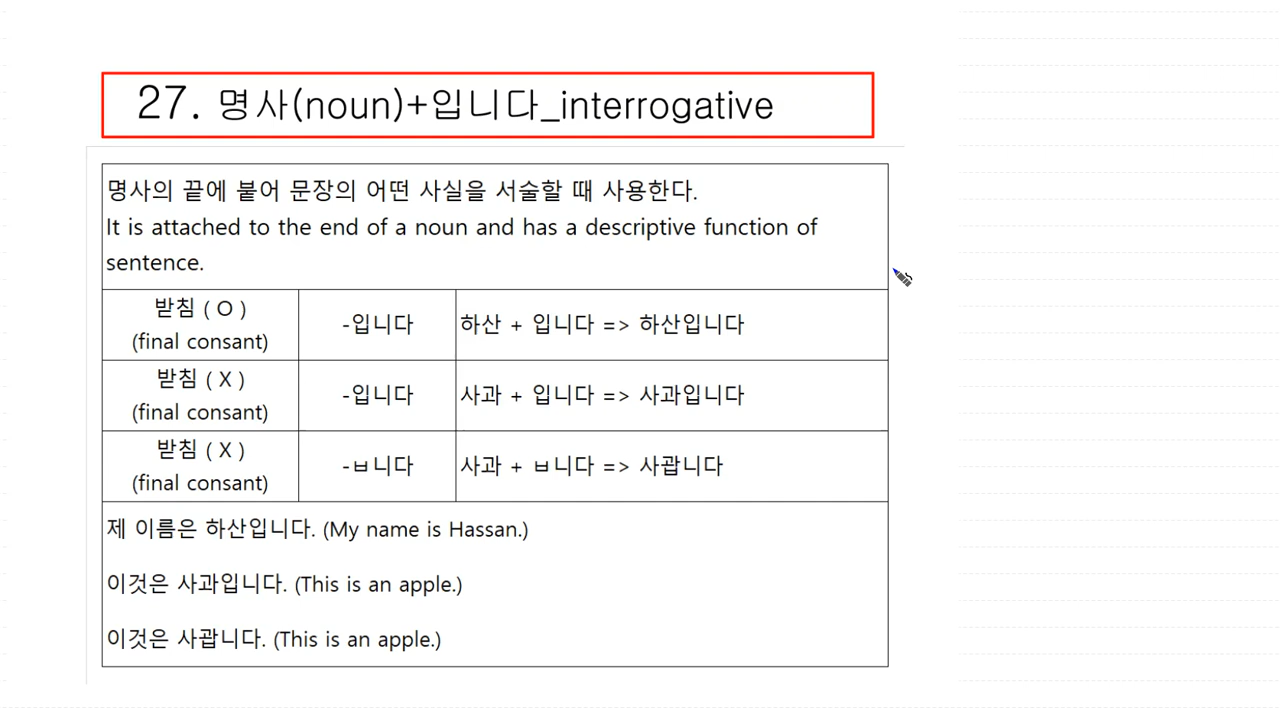 27. 명사(noun)+입니다_interrogative
명사의 끝에 붙어 문장의 어떤 사실을 서술할 때 사용한다.
It is attached to the end of a noun and has a descriptive function of
sentence.
받침 ( O )
(final consant)
-입니다
하산 + 입니다 => 하산입니다
받침 ( X )
(final consant)
-입니다
사과 + 입니다 => 사과입니다
받침 ( X )
(final consant)
-ㅂ니다
사과 + ㅂ니다 => 사괍니다
제 이름은 하산입니다. (My name is Hassan.)
이것은 사과입니다. (This is an apple.)
이것은 사괍니다. (This is an apple.)